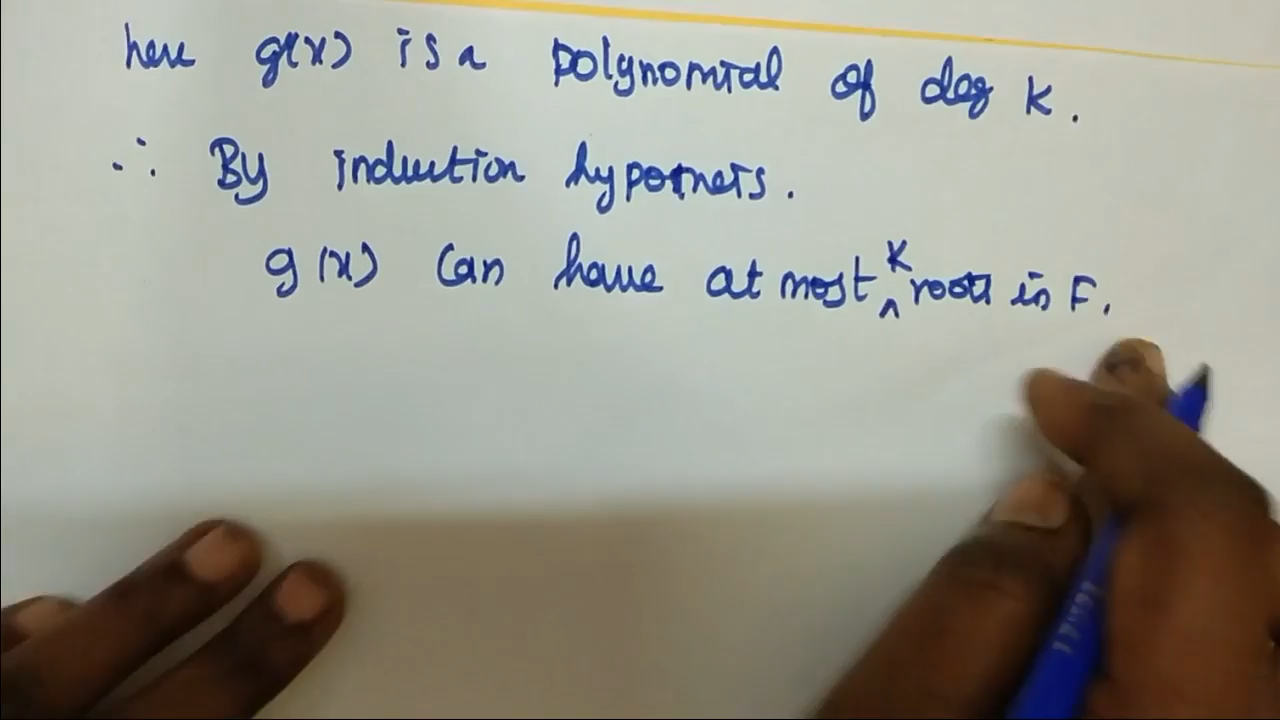 here g(x) is a polynomial of deg K.
∴ By induction hypothesis.
g(x) can have at most K roots in F.